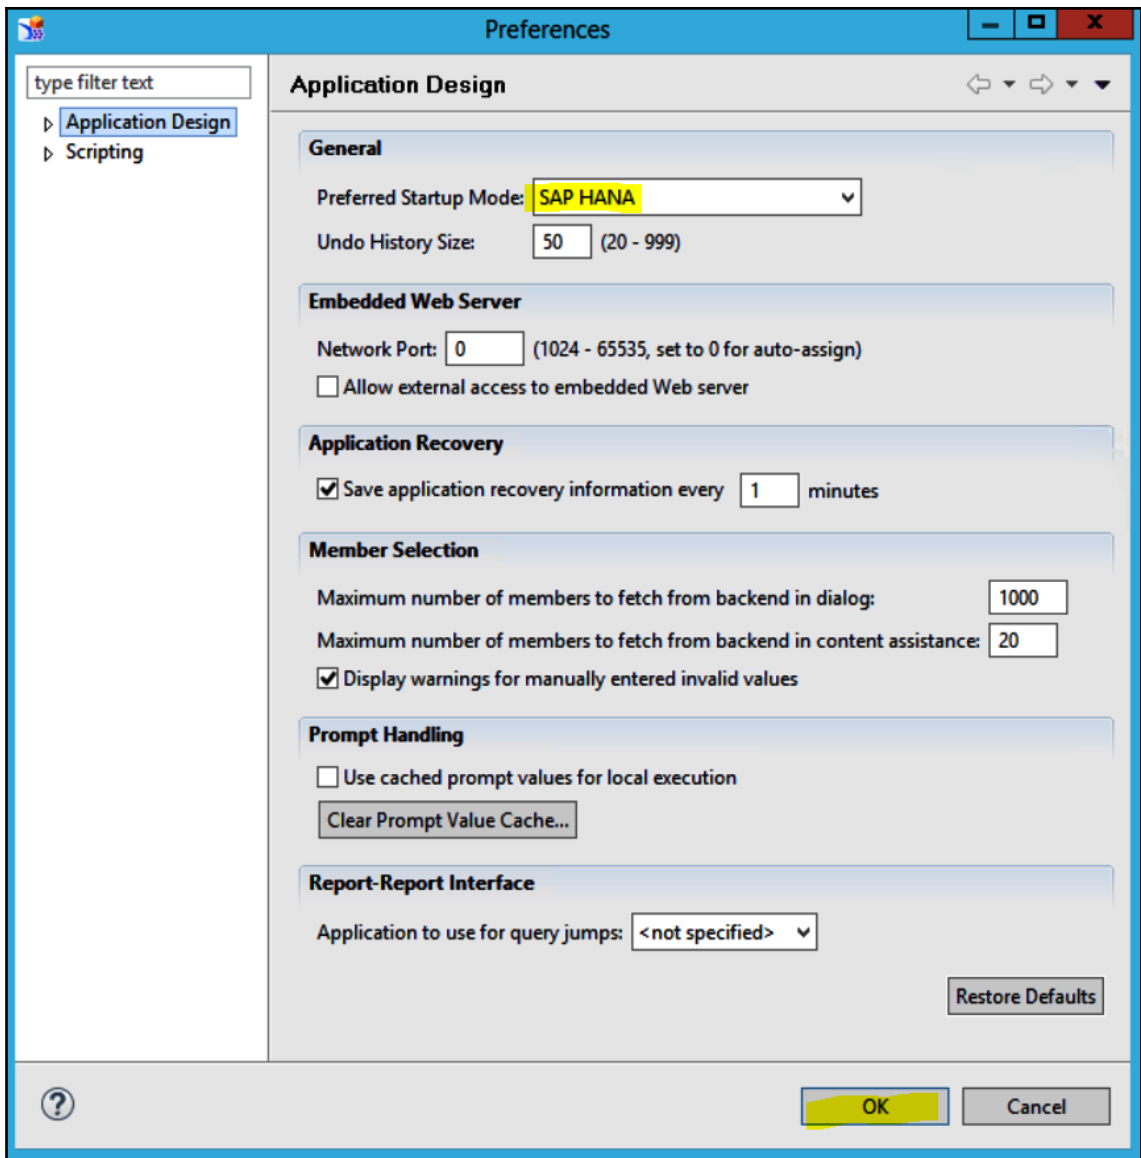 Preferences
type filter text
Application Design
Scripting
Application Design
General
Preferred Startup Mode: SAP HANA
Undo History Size: 50 (20 - 999)
Embedded Web Server
Network Port: 0 (1024 - 65535, set to 0 for auto-assign)
Allow external access to embedded Web server
Application Recovery
Save application recovery information every 1 minutes
Member Selection
Maximum number of members to fetch from backend in dialog: 1000
Maximum number of members to fetch from backend in content assistance: 20
Display warnings for manually entered invalid values
Prompt Handling
Use cached prompt values for local execution
Clear Prompt Value Cache...
Report-Report Interface
Application to use for query jumps: <not specified>
Restore Defaults
?
OK Cancel